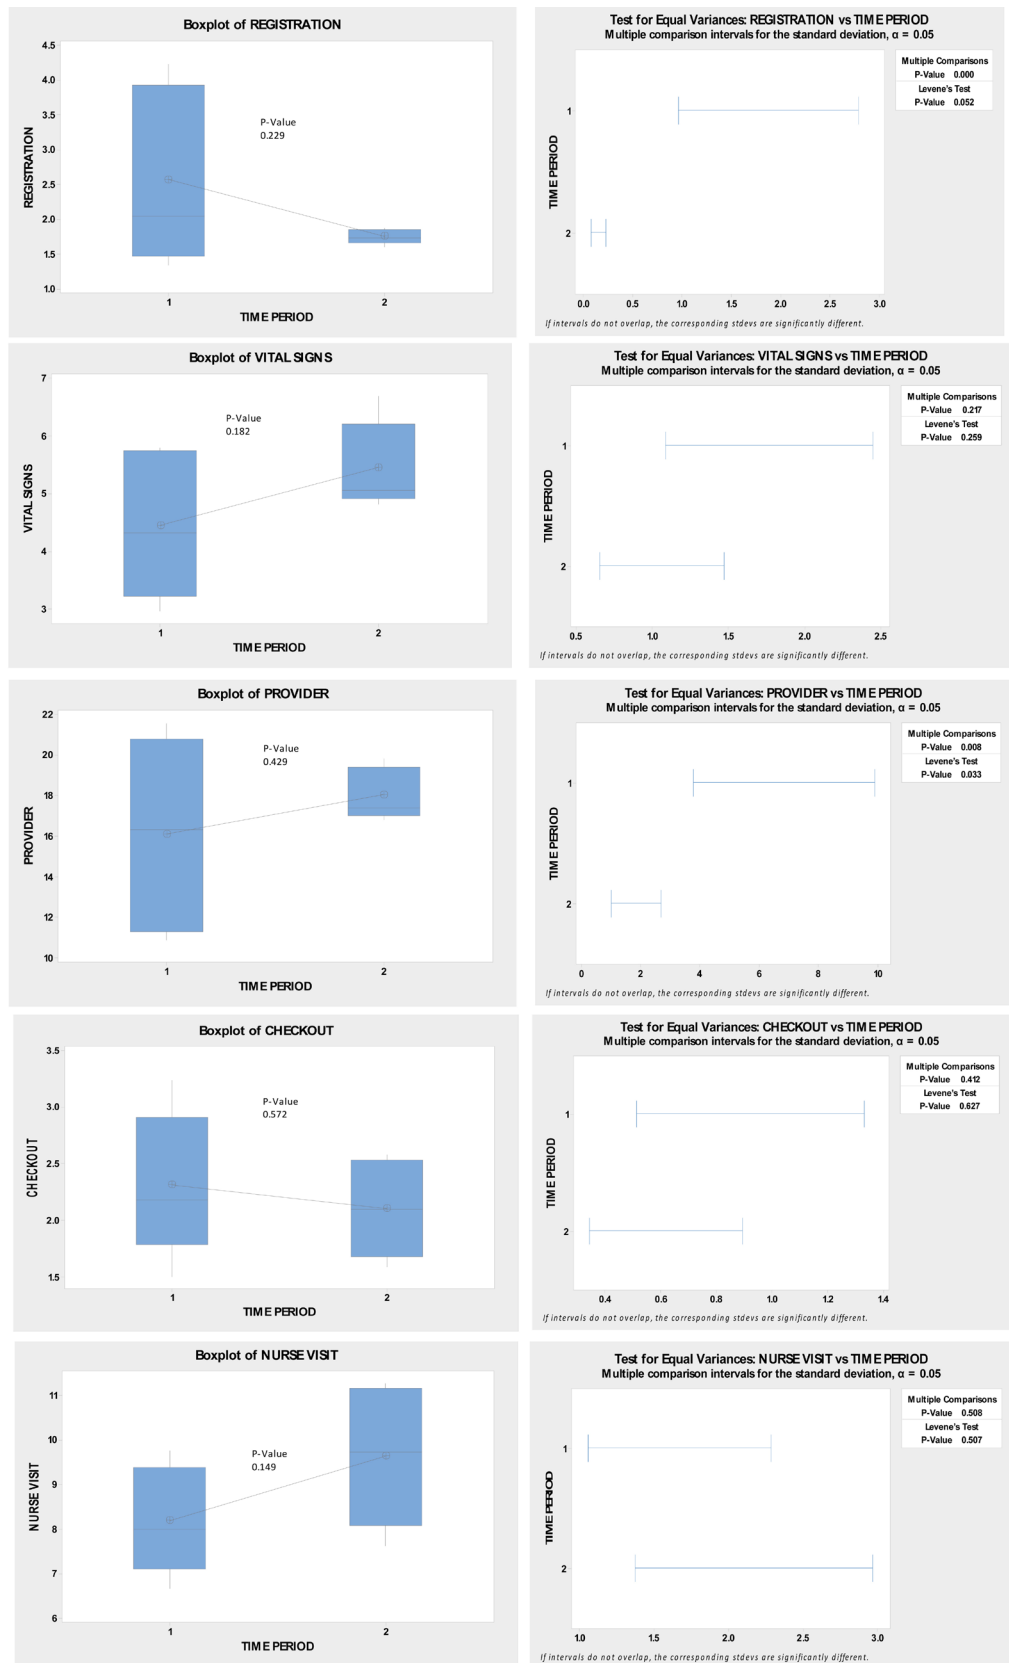 Boxplot of REGISTRATION
4.5
4.0
3.5
3.0
2.5
2.0
1.5
1.0
REGISTRATION
P-Value
0.229
1 2
TIME PERIOD
Test for Equal Variances: REGISTRATION vs TIME PERIOD
Multiple comparison intervals for the standard deviation, α = 0.05
Multiple Comparisons
P-Value 0.000
Levene's Test
P-Value 0.052
TIME PERIOD
1
2
0.0 0.5 1.0 1.5 2.0 2.5 3.0
If intervals do not overlap, the corresponding stdevs are significantly different.
Boxplot of VITAL SIGNS
7
6
5
4
3
VITAL SIGNS
P-Value
0.182
1 2
TIME PERIOD
Test for Equal Variances: VITAL SIGNS vs TIME PERIOD
Multiple comparison intervals for the standard deviation, α = 0.05
Multiple Comparisons
P-Value 0.217
Levene's Test
P-Value 0.259
TIME PERIOD
1
2
0.5 1.0 1.5 2.0 2.5
If intervals do not overlap, the corresponding stdevs are significantly different.
Boxplot of PROVIDER
22
20
18
16
14
12
10
PROVIDER
P-Value
0.429
1 2
TIME PERIOD
Test for Equal Variances: PROVIDER vs TIME PERIOD
Multiple comparison intervals for the standard deviation, α = 0.05
Multiple Comparisons
P-Value 0.008
Levene's Test
P-Value 0.033
TIME PERIOD
1
2
0 2 4 6 8 10
If intervals do not overlap, the corresponding stdevs are significantly different.
Boxplot of CHECKOUT
3.5
3.0
2.5
2.0
1.5
CHECKOUT
P-Value
0.572
1 2
TIME PERIOD
Test for Equal Variances: CHECKOUT vs TIME PERIOD
Multiple comparison intervals for the standard deviation, α = 0.05
Multiple Comparisons
P-Value 0.412
Levene's Test
P-Value 0.627
TIME PERIOD
1
2
0.4 0.6 0.8 1.0 1.2 1.4
If intervals do not overlap, the corresponding stdevs are significantly different.
Boxplot of NURSE VISIT
11
10
9
8
7
6
NURSE VISIT
P-Value
0.149
1 2
TIME PERIOD
Test for Equal Variances: NURSE VISIT vs TIME PERIOD
Multiple comparison intervals for the standard deviation, α = 0.05
Multiple Comparisons
P-Value 0.508
Levene's Test
P-Value 0.507
TIME PERIOD
1
2
1.0 1.5 2.0 2.5 3.0
If intervals do not overlap, the corresponding stdevs are significantly different.